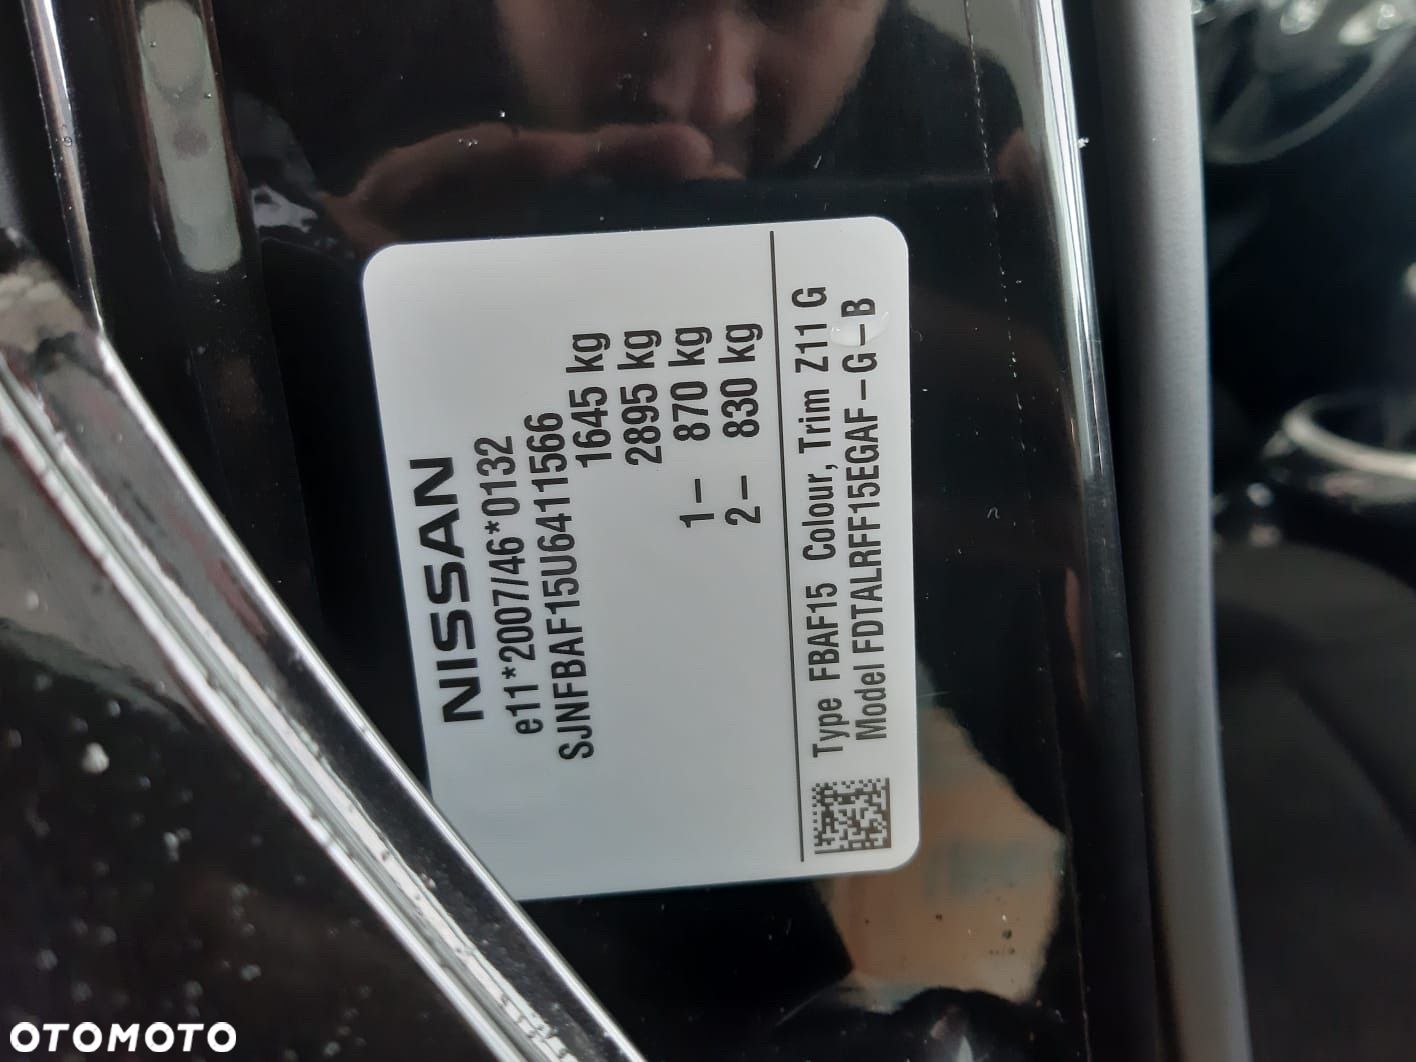 NISSAN
e11*2007/46*0132
SJNFBAF15U6411566
1645 kg
2895 kg
1– 870 kg
2– 830 kg
Type FBAF15 Colour, Trim Z11 G
Model FDTALRFF15EGAF–G–B
OTOMOTO